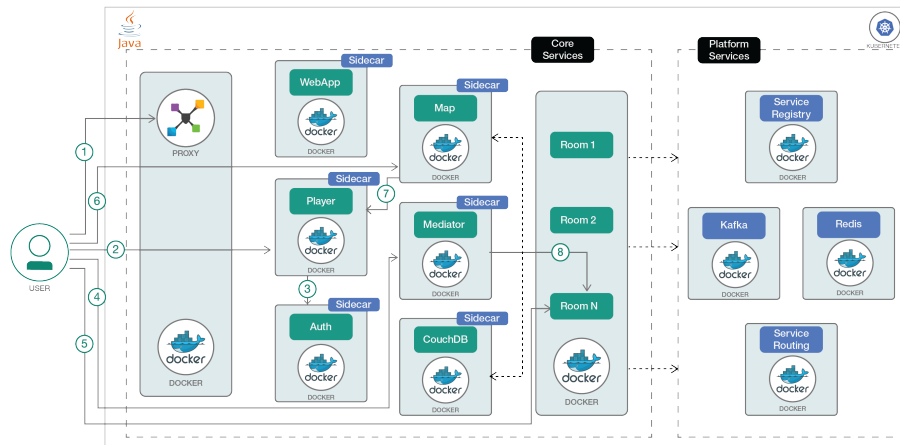 Java
Core
Services
Platform
Services
KUBERNETE
Sidecar
WebApp
docker
DOCKER
Sidecar
Map
docker
DOCKER
PROXY
Room 1
Service
Registry
docker
DOCKER
1
6
7
Sidecar
Player
docker
DOCKER
Sidecar
Mediator
docker
DOCKER
Room 2
Kafka
docker
DOCKER
Redis
docker
DOCKER
USER
2
8
3
4
5
Sidecar
Auth
docker
DOCKER
Sidecar
CouchDB
docker
DOCKER
Room N
docker
DOCKER
docker
DOCKER
Service
Routing
docker
DOCKER